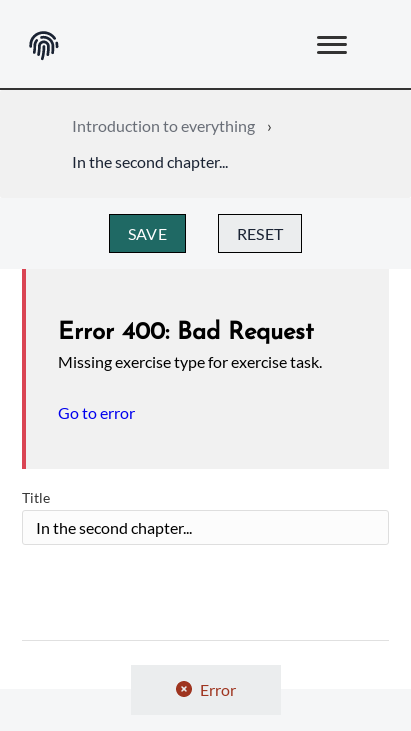 Introduction to everything ›
In the second chapter...
SAVE RESET
Error 400: Bad Request
Missing exercise type for exercise task.
Go to error
Title
In the second chapter...
Error